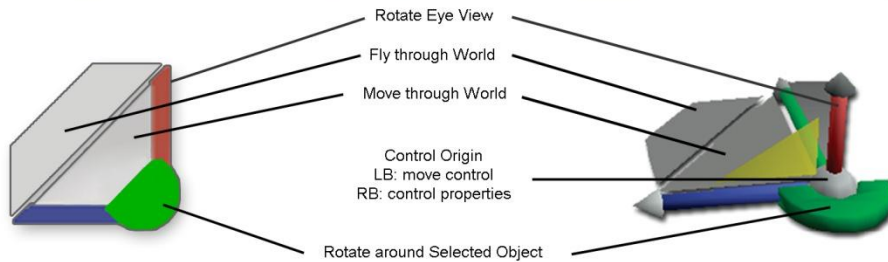 Rotate Eye View
Fly through World
Move through World
Control Origin
LB: move control
RB: control properties
Rotate around Selected Object